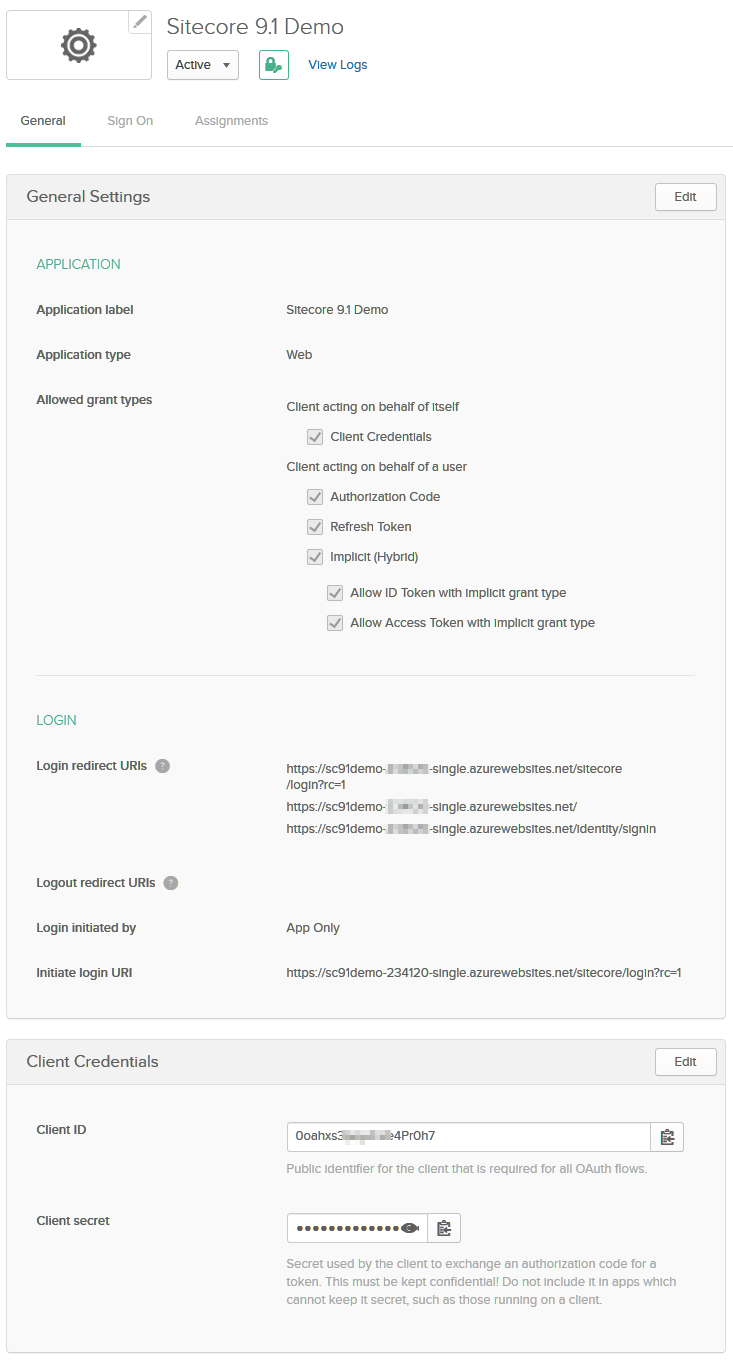 Sitecore 9.1 Demo
Active
View Logs
General
Sign On
Assignments
General Settings
Edit
APPLICATION
Application label
Sitecore 9.1 Demo
Application type
Web
Allowed grant types
Client acting on behalf of itself
Client Credentials
Client acting on behalf of a user
Authorization Code
Refresh Token
Implicit (Hybrid)
Allow ID Token with implicit grant type
Allow Access Token with implicit grant type
LOGIN
Login redirect URIs ?
https://sc91demo- -single.azurewebsites.net/sitecore
/login?rc=1
https://sc91demo- -single.azurewebsites.net/
https://sc91demo- -single.azurewebsites.net/identity/signin
Logout redirect URIs ?
Login initiated by
App Only
Initiate login URI
https://sc91demo-234120-single.azurewebsites.net/sitecore/login?rc=1
Client Credentials
Edit
Client ID
0oahxs3 e4Pr0h7
Public identifier for the client that is required for all OAuth flows.
Client secret
Secret used by the client to exchange an authorization code for a
token. This must be kept confidential! Do not include it in apps which
cannot keep it secret, such as those running on a client.